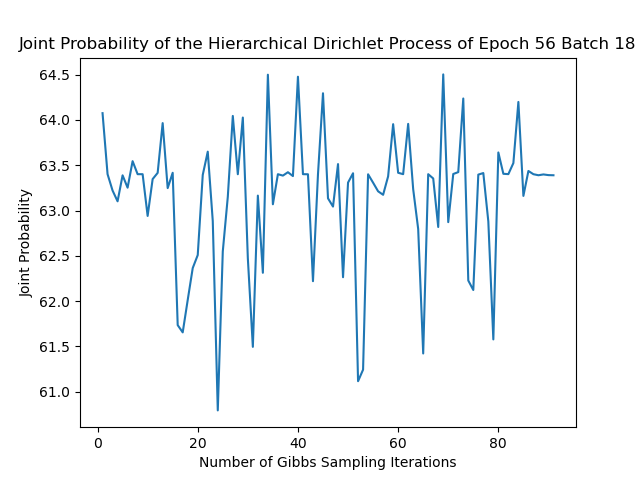 Joint Probability of the Hierarchical Dirichlet Process of Epoch 56 Batch 18
64.5
64.0
63.5
63.0
62.5
62.0
61.5
61.0
Joint Probability
0 20 40 60 80
Number of Gibbs Sampling Iterations